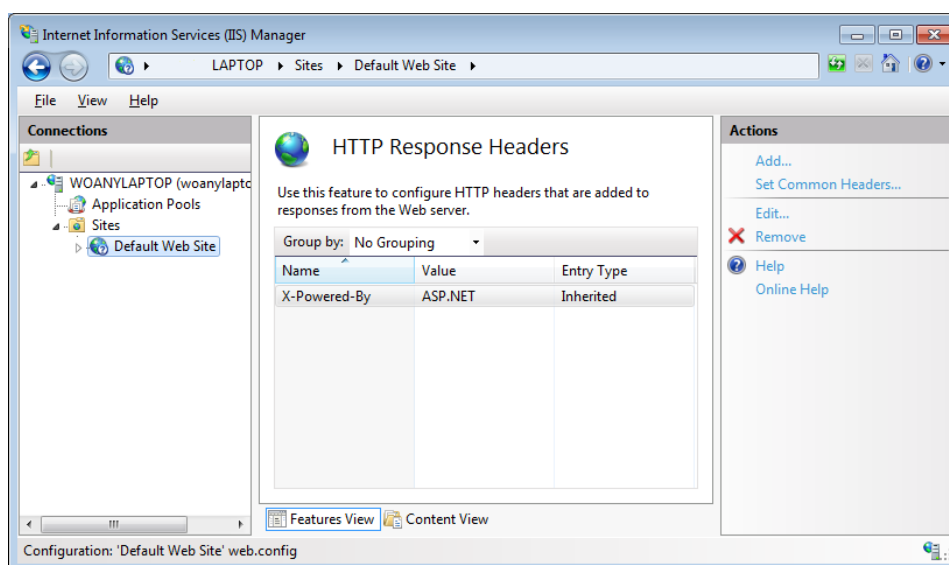 Internet Information Services (IIS) Manager
LAPTOP Sites Default Web Site
File View Help
Connections
WOANYLAPTOP (woanylaptc
Application Pools
Sites
Default Web Site
HTTP Response Headers
Use this feature to configure HTTP headers that are added to
responses from the Web server.
Group by: No Grouping
Name Value Entry Type
X-Powered-By ASP.NET Inherited
Features View Content View
Actions
Add...
Set Common Headers...
Edit...
Remove
Help
Online Help
Configuration: 'Default Web Site' web.config